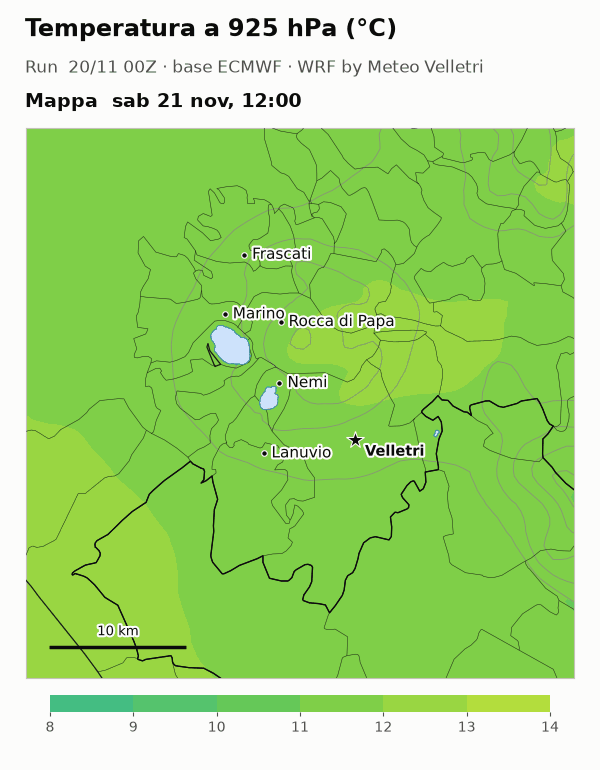 Temperatura a 925 hPa (°C)
Run  20/11 00Z · base ECMWF · WRF by Meteo Velletri
Mappa  sab 21 nov, 12:00
Frascati
Marino
Rocca di Papa
Nemi
Velletri
Lanuvio
10 km
8 9 10 11 12 13 14